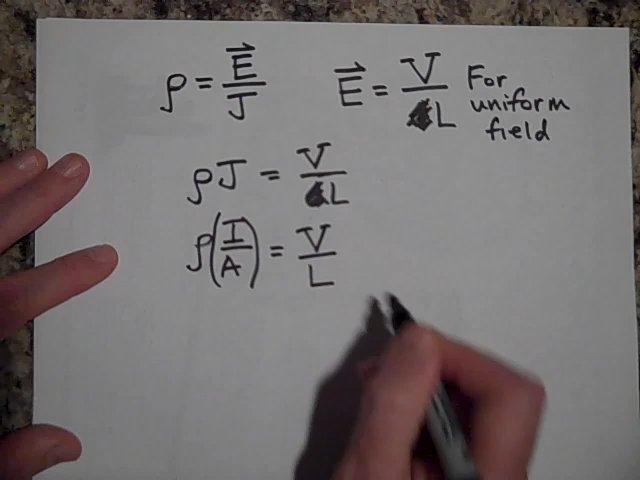 ρ = E⃗/J E⃗ = V/L For uniform field
ρJ = V/L
ρ(I/A) = V/L